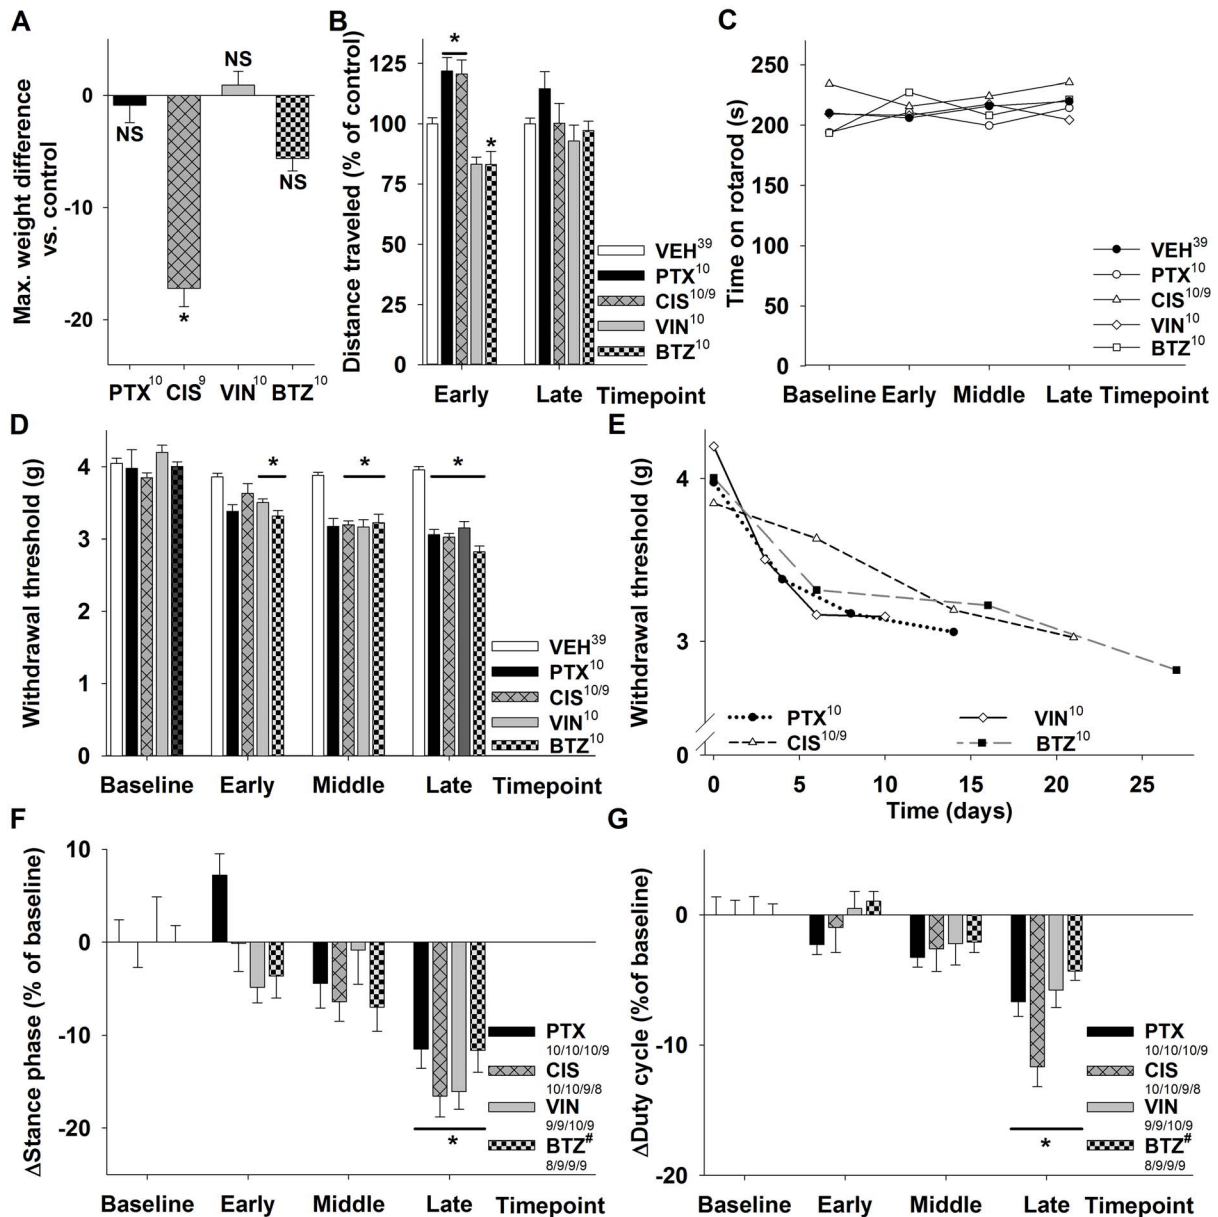 A
Max. weight difference
vs. control
0
-10
-20
NS
NS
NS
*
PTX10 CIS9 VIN10 BTZ10
B
Distance traveled (% of control)
125
100
75
50
25
0
*
*
VEH39
PTX10
CIS10/9
VIN10
BTZ10
Early Late Timepoint
C
Time on rotarod (s)
250
200
150
100
50
0
VEH39
PTX10
CIS10/9
VIN10
BTZ10
Baseline Early Middle Late Timepoint
D
Withdrawal threshold (g)
4
3
2
1
0
* * *
VEH39
PTX10
CIS10/9
VIN10
BTZ10
Baseline Early Middle Late Timepoint
E
Withdrawal threshold (g)
4
3
0
PTX10 VIN10
CIS10/9 BTZ10
0 5 10 15 20 25
Time (days)
F
ΔStance phase (% of baseline)
10
0
-10
-20
PTX
10/10/10/9
CIS
10/10/9/8
VIN
9/9/10/9
BTZ#
8/9/9/9
*
Baseline Early Middle Late Timepoint
G
ΔDuty cycle (%of baseline)
0
-10
-20
PTX
10/10/10/9
CIS
10/10/9/8
VIN
9/9/10/9
BTZ#
8/9/9/9
*
Baseline Early Middle Late Timepoint